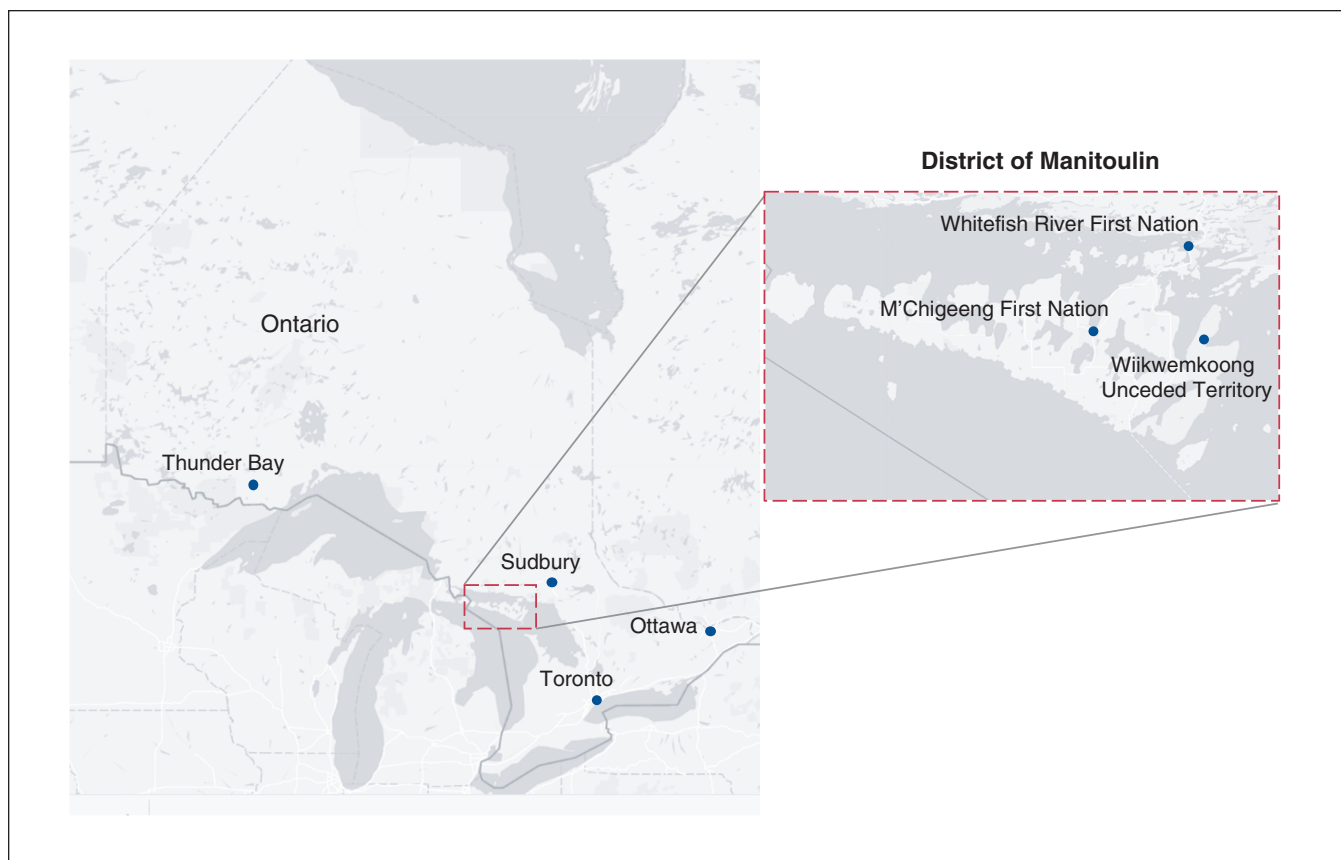 District of Manitoulin
Whitefish River First Nation
M’Chigeeng First Nation
Wiikwemkoong
Unceded Territory
Ontario
Thunder Bay
Sudbury
Ottawa
Toronto